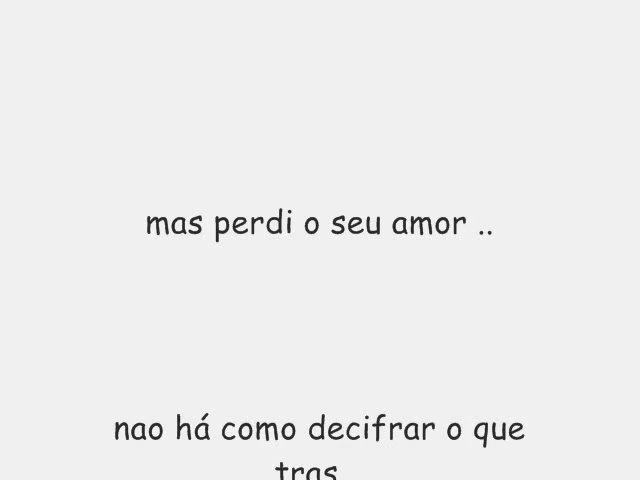 mas perdi o seu amor ..
nao há como decifrar o que
tras